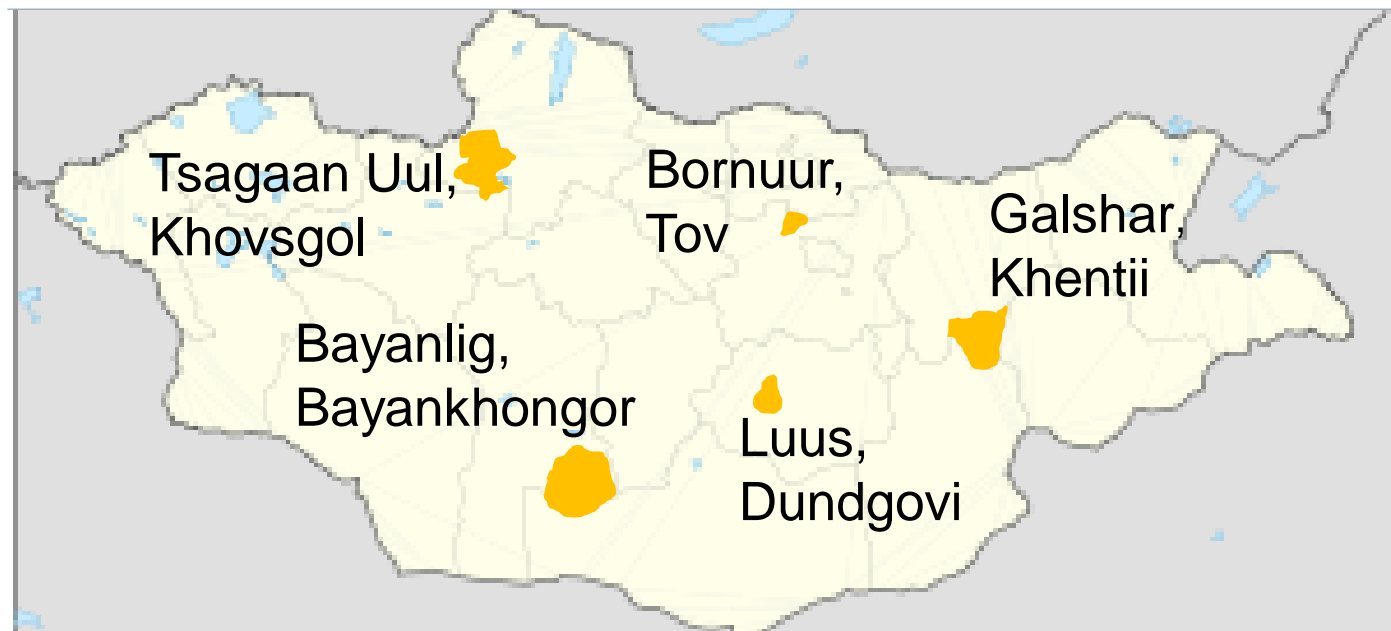 Tsagaan Uul,
Khovsgol
Bornuur,
Tov
Galshar,
Khentii
Bayanlig,
Bayankhongor
Luus,
Dundgovi